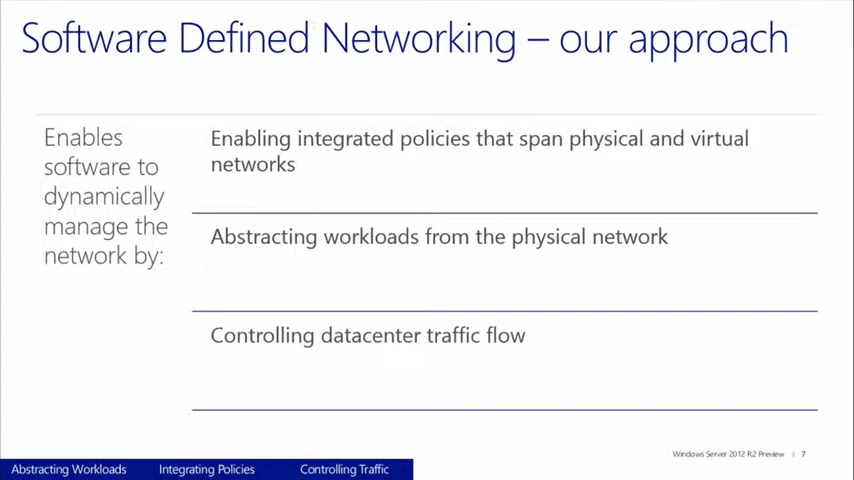 Software Defined Networking – our approach
Enables
software to
dynamically
manage the
network by:
Enabling integrated policies that span physical and virtual
networks
Abstracting workloads from the physical network
Controlling datacenter traffic flow
Windows Server 2012 R2 Preview | 7
Abstracting Workloads Integrating Policies Controlling Traffic